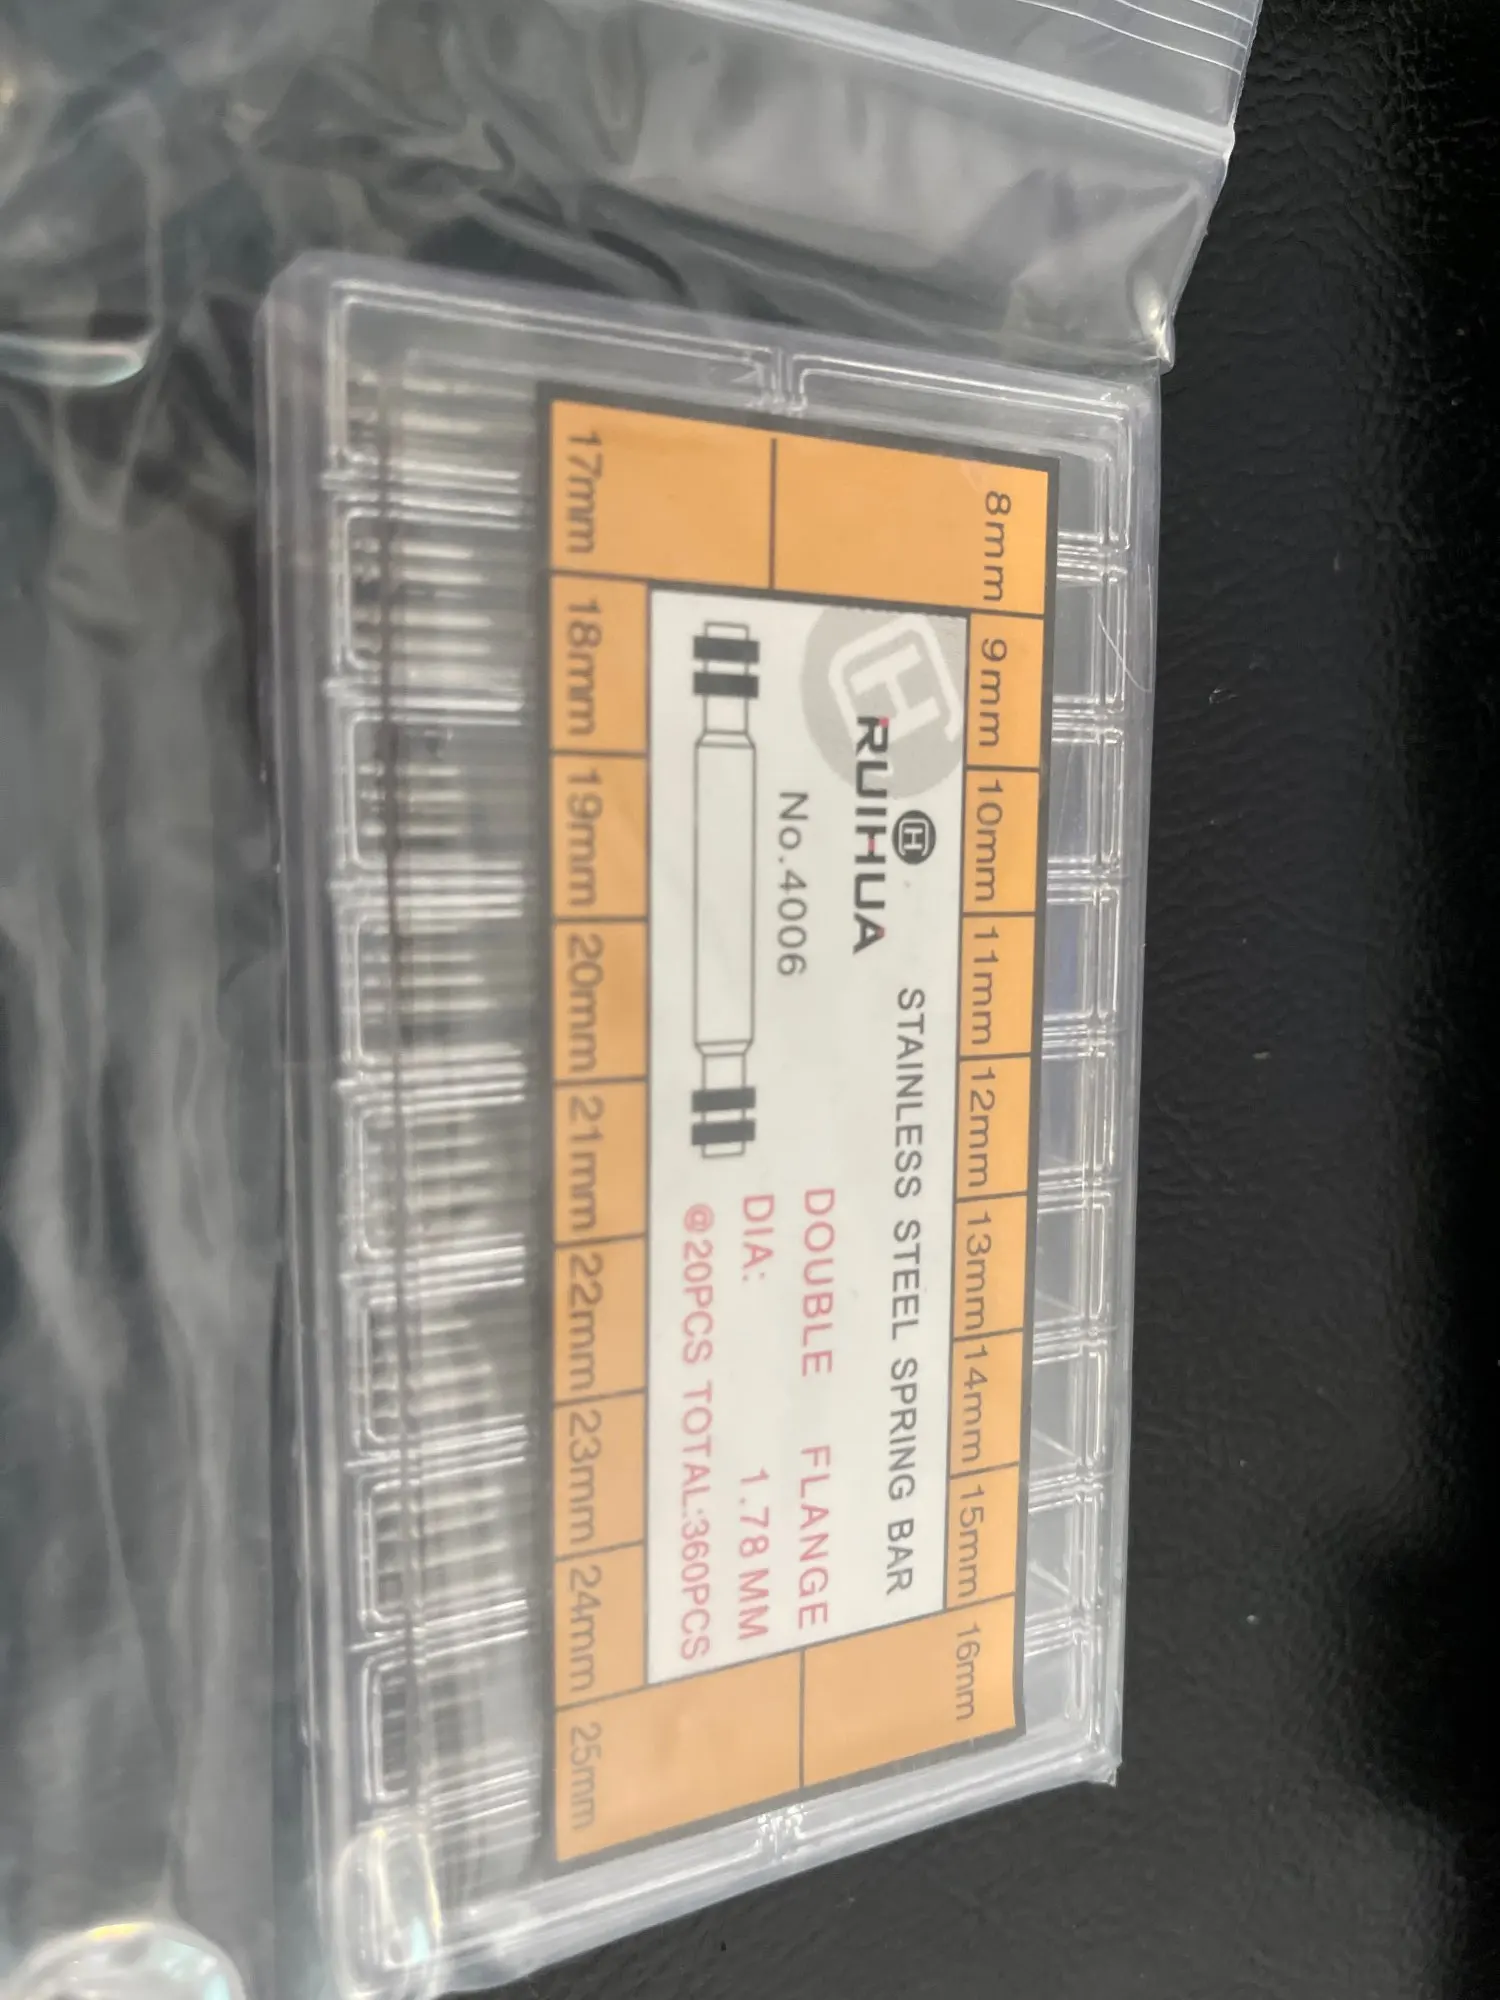 8mm 9mm 10mm 11mm 12mm 13mm 14mm 15mm 16mm
RUIHUA STAINLESS STEEL SPRING BAR
No.4006 DOUBLE FLANGE
DIA: 1.78 MM
@20PCS TOTAL:360PCS
17mm 18mm 19mm 20mm 21mm 22mm 23mm 24mm 25mm